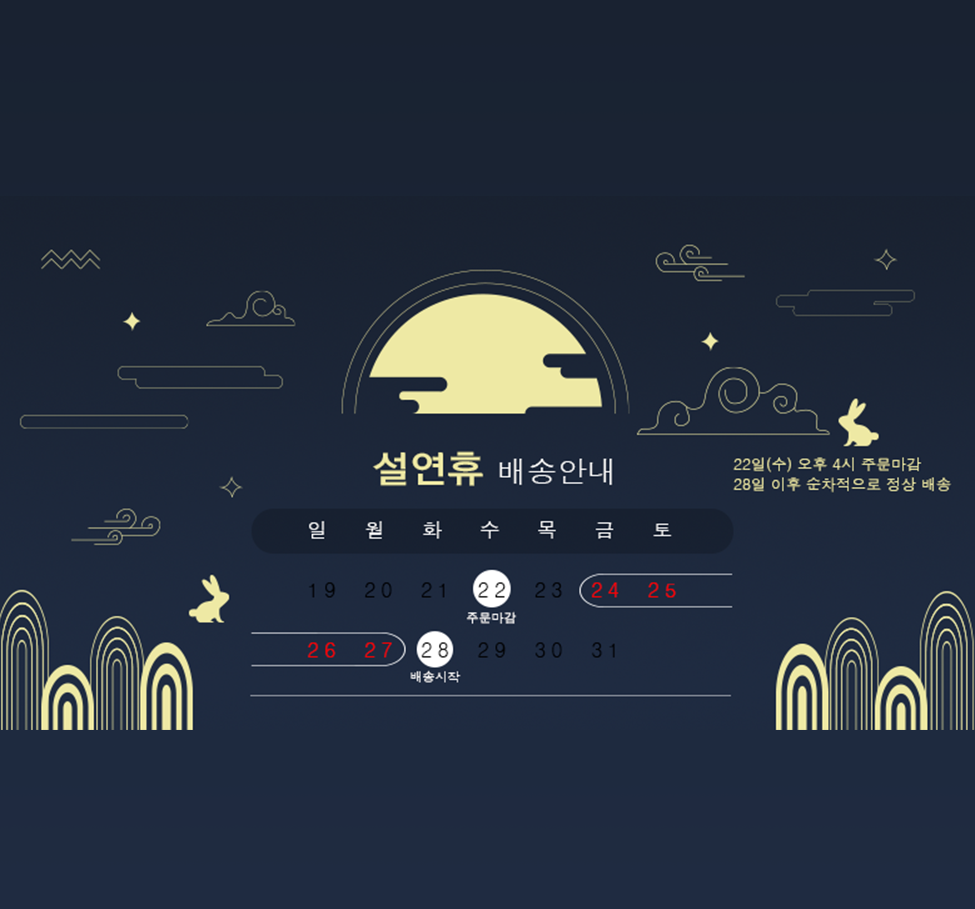 설연휴 배송안내
22일(수) 오후 4시 주문마감
28일 이후 순차적으로 정상 배송
일 월 화 수 목 금 토
19 20 21 22 23 24 25
주문마감
26 27 28 29 30 31
배송시작